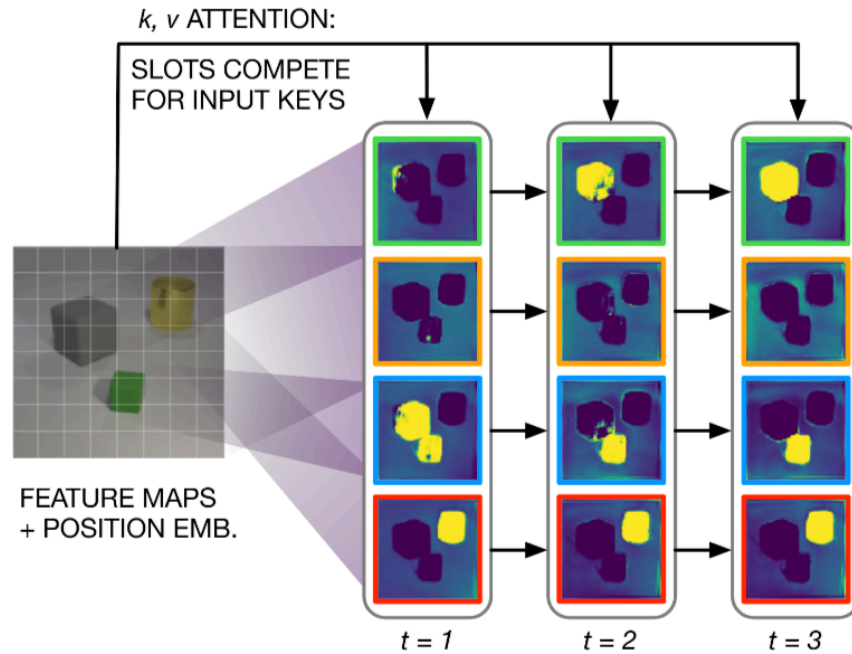 k, v ATTENTION:
SLOTS COMPETE
FOR INPUT KEYS
FEATURE MAPS
+ POSITION EMB.
t = 1
t = 2
t = 3